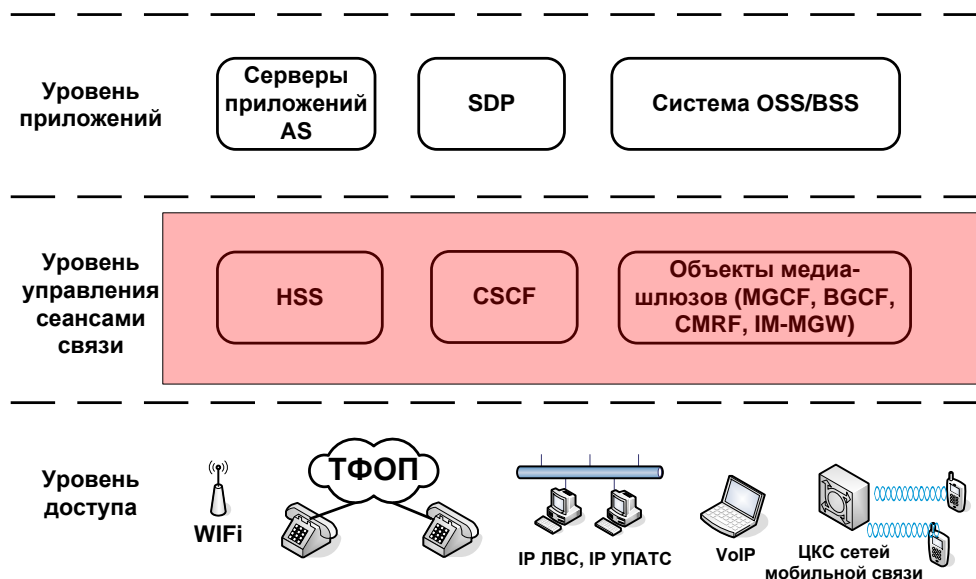 Уровень
приложений
Серверы
приложений
AS
SDP
Система OSS/BSS
Уровень
управления
сеансами
связи
HSS
CSCF
Объекты медиа-
шлюзов (MGCF, BGCF,
CMRF, IM-MGW)
Уровень
доступа
WIFi
ТФОП
IP ЛВС, IP УПАТС
VoIP
ЦКС сетей
мобильной связи